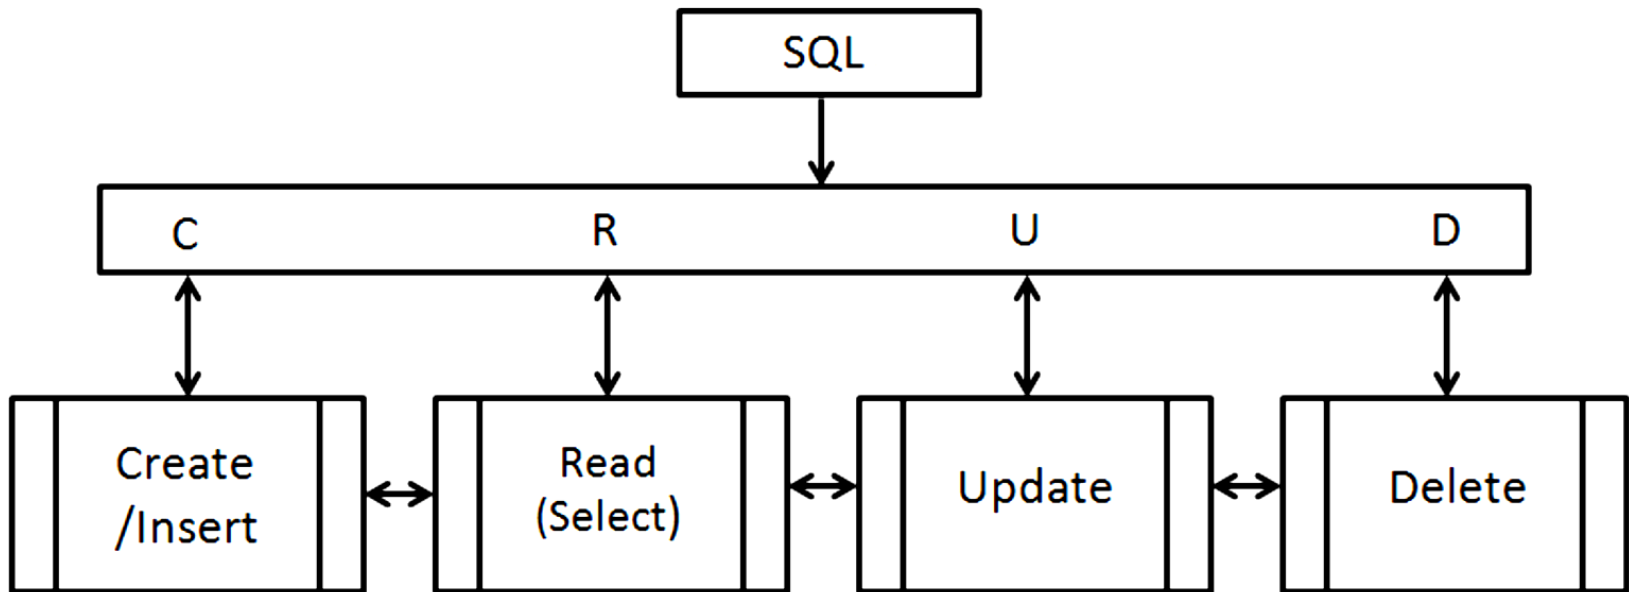 SQL
C R U D
Create
/Insert
Read
(Select)
Update
Delete